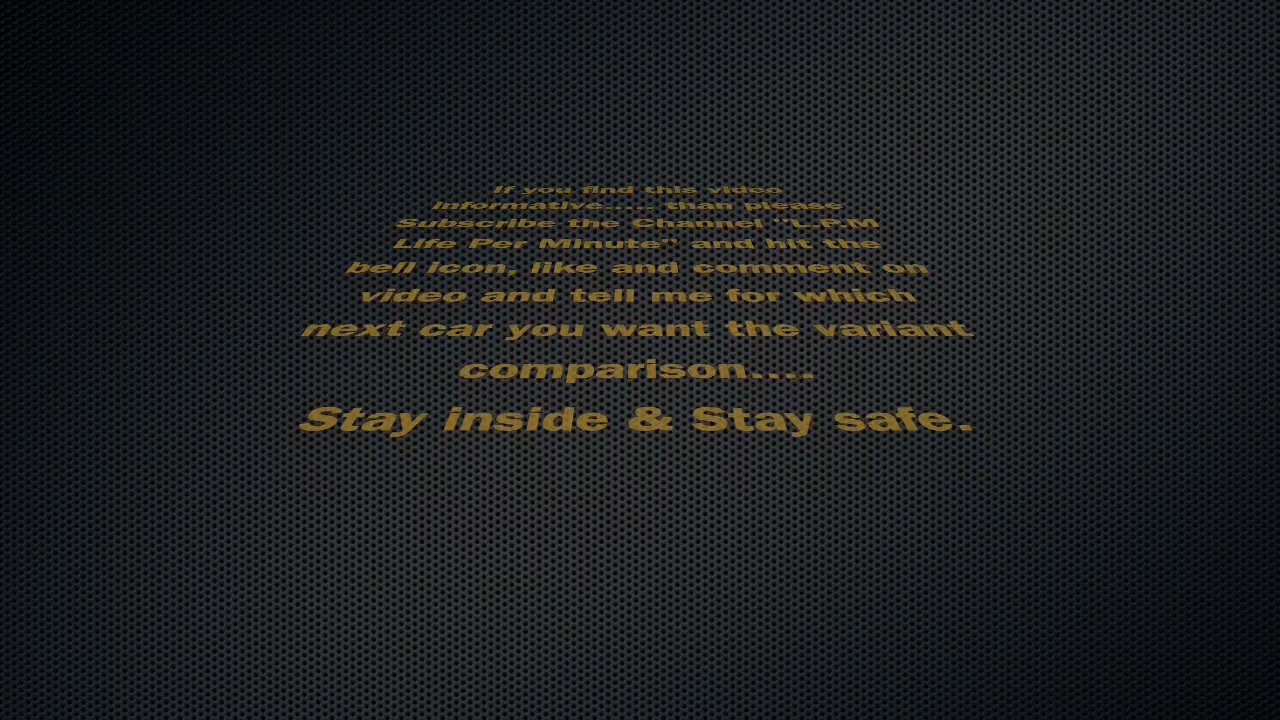 If you find this video
informative..... than please
Subscribe the Channel "L.P.M
Life Per Minute" and hit the
bell icon, like and comment on
video and tell me for which
next car you want the variant
comparison....
Stay inside & Stay safe.